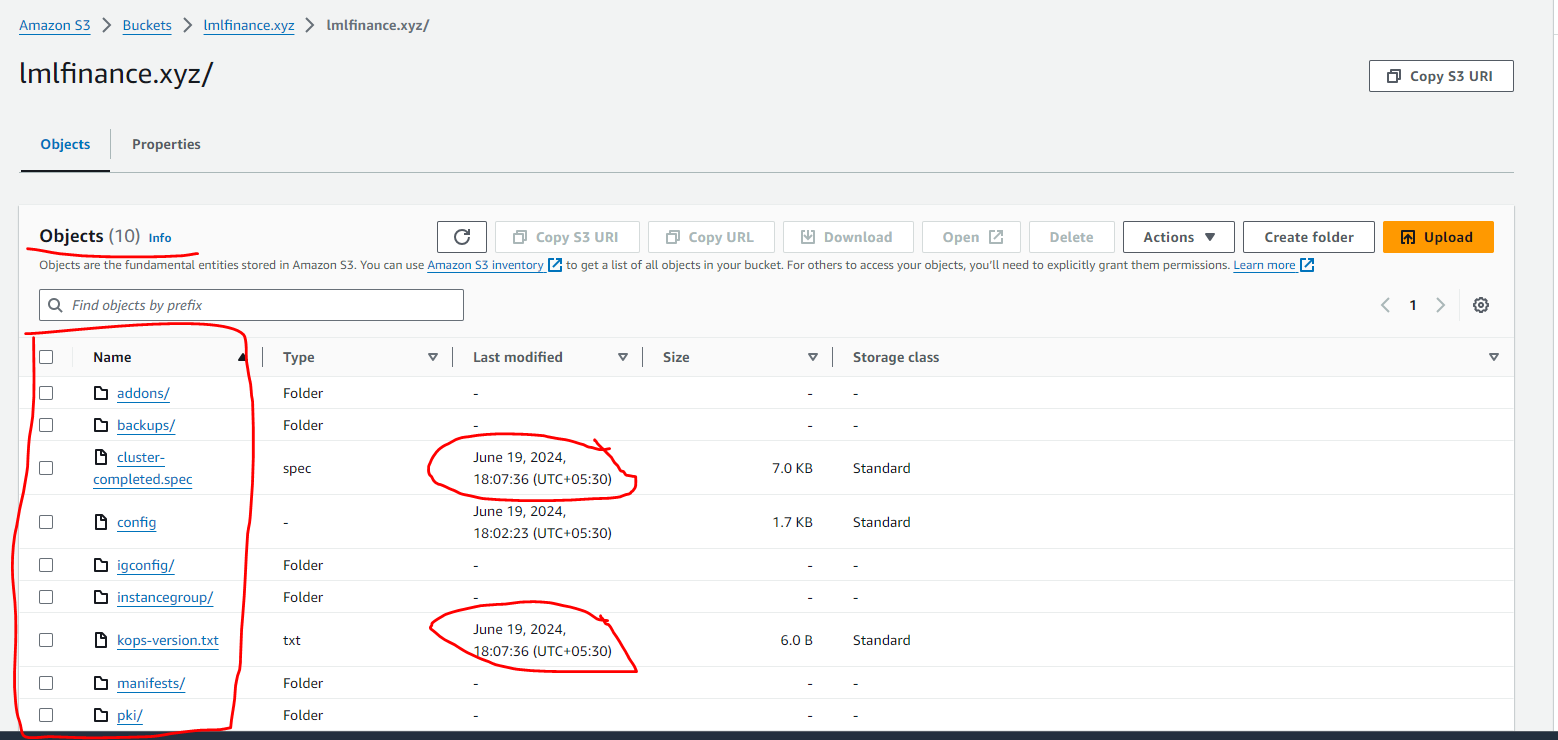 Amazon S3 > Buckets > lmlfinance.xyz > lmlfinance.xyz/
lmlfinance.xyz/
Copy S3 URI
Objects Properties
Objects (10) Info
Copy S3 URI Copy URL Download Open Delete Actions Create folder Upload
Objects are the fundamental entities stored in Amazon S3. You can use Amazon S3 inventory to get a list of all objects in your bucket. For others to access your objects, you'll need to explicitly grant them permissions. Learn more
Find objects by prefix
1
Name Type Last modified Size Storage class
addons/ Folder - - -
backups/ Folder - - -
cluster-
completed.spec
spec
June 19, 2024,
18:07:36 (UTC+05:30)
7.0 KB Standard
config -
June 19, 2024,
18:02:23 (UTC+05:30)
1.7 KB Standard
igconfig/ Folder - - -
instancegroup/ Folder - - -
kops-version.txt txt
June 19, 2024,
18:07:36 (UTC+05:30)
6.0 B Standard
manifests/ Folder - - -
pki/ Folder - - -